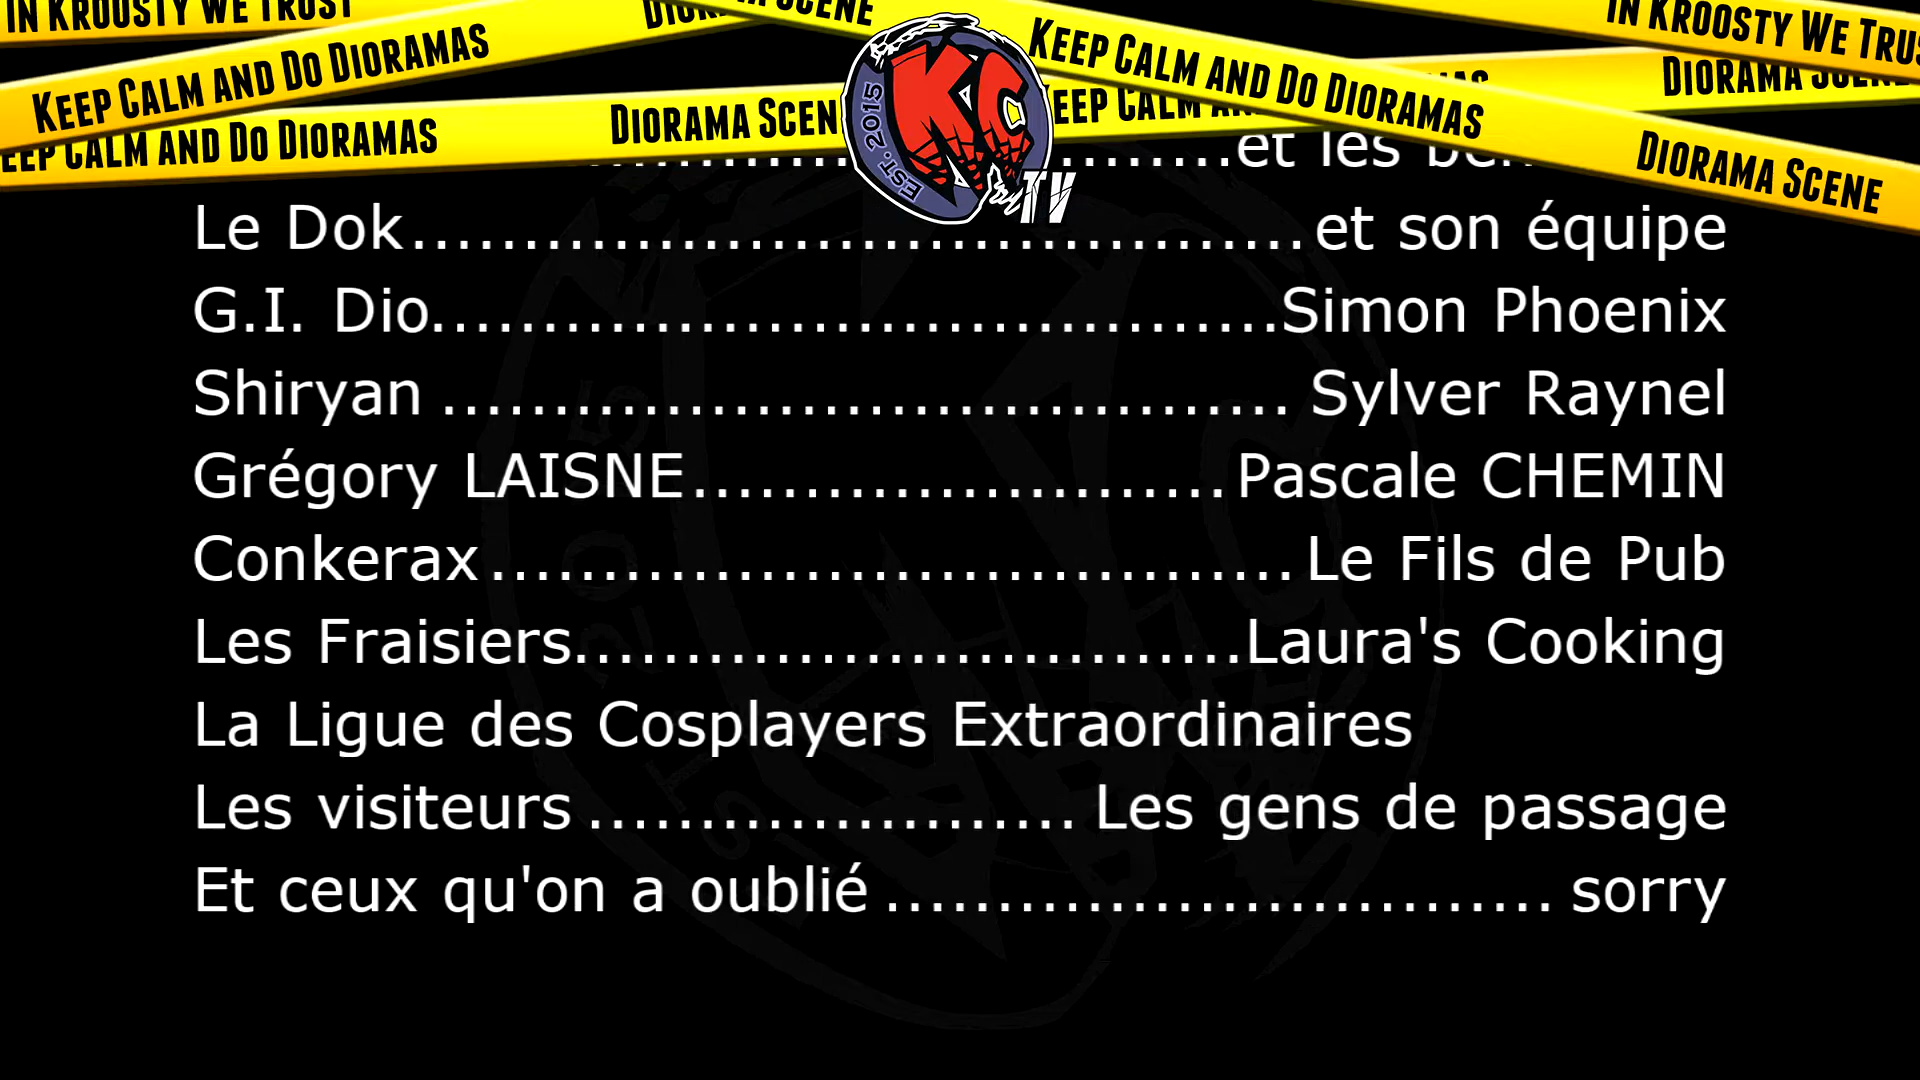 IN KROOSTY WE TRUST
KEEP CALM AND DO DIORAMAS
CALM AND DO DIORAMAS
SCENE
DIORAMA
KEEP CALM AND DO DIORAMAS
IN KROOSTY WE
DIORAMA
DIORAMA SCENE
EST. 2015
KC
TV
et les
Le Dok........................................et son équipe
G.I. Dio......................................Simon Phoenix
Shiryan ...................................... Sylver Raynel
Grégory LAISNE........................Pascale CHEMIN
Conkerax....................................Le Fils de Pub
Les Fraisiers..............................Laura's Cooking
La Ligue des Cosplayers Extraordinaires
Les visiteurs ...................... Les gens de passage
Et ceux qu'on a oublié .............................. sorry